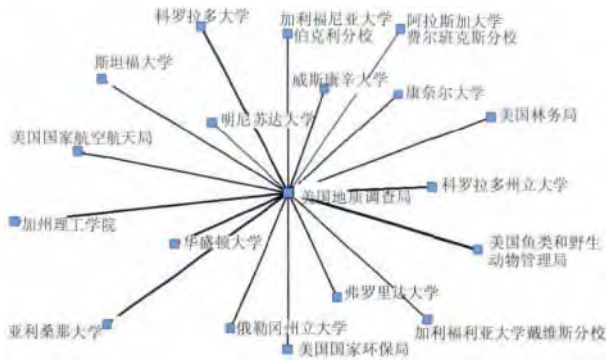 科罗拉多大学
加利福尼亚大学
伯克利分校
阿拉斯加大学
费尔班克斯分校
斯坦福大学
威斯康辛大学
康奈尔大学
明尼苏达大学
美国林务局
美国国家航空航天局
美国地质调查局
科罗拉多州立大学
加州理工学院
华盛顿大学
美国鱼类和野生
动物管理局
弗罗里达大学
亚利桑那大学
俄勒冈州立大学
加利福利亚大学戴维斯分校
美国国家环保局